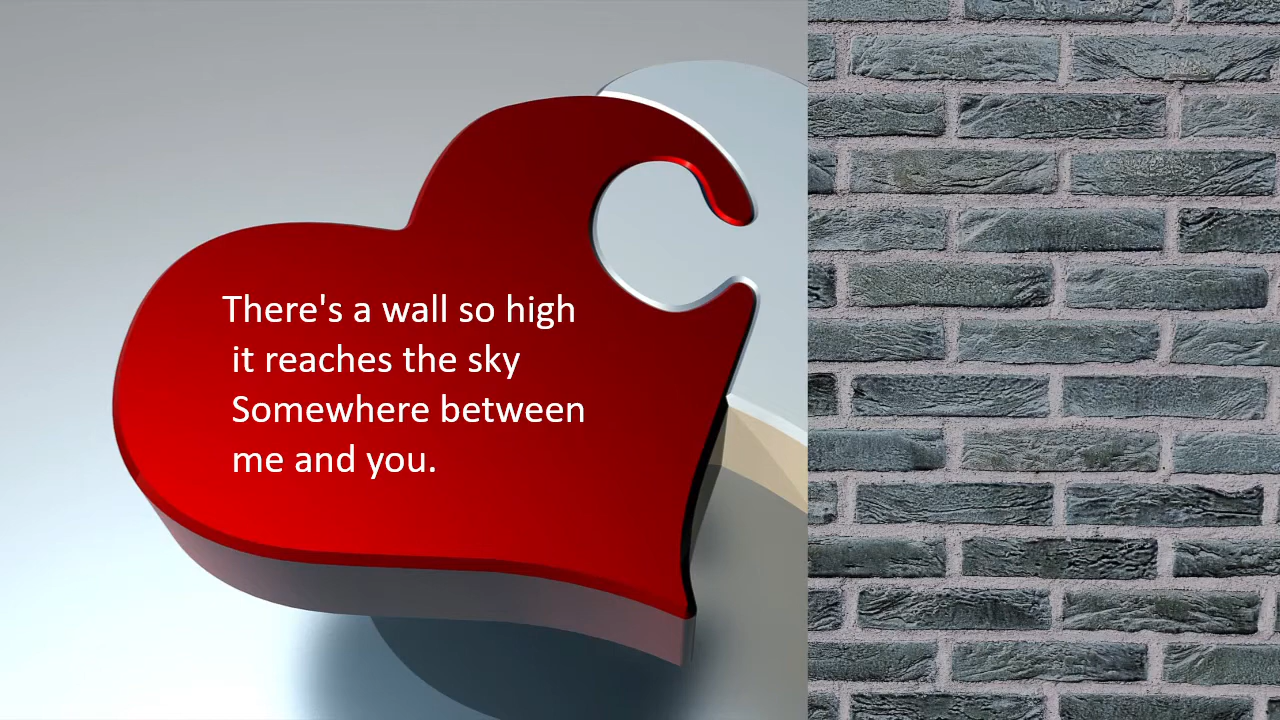 There's a wall so high
it reaches the sky
Somewhere between
me and you.